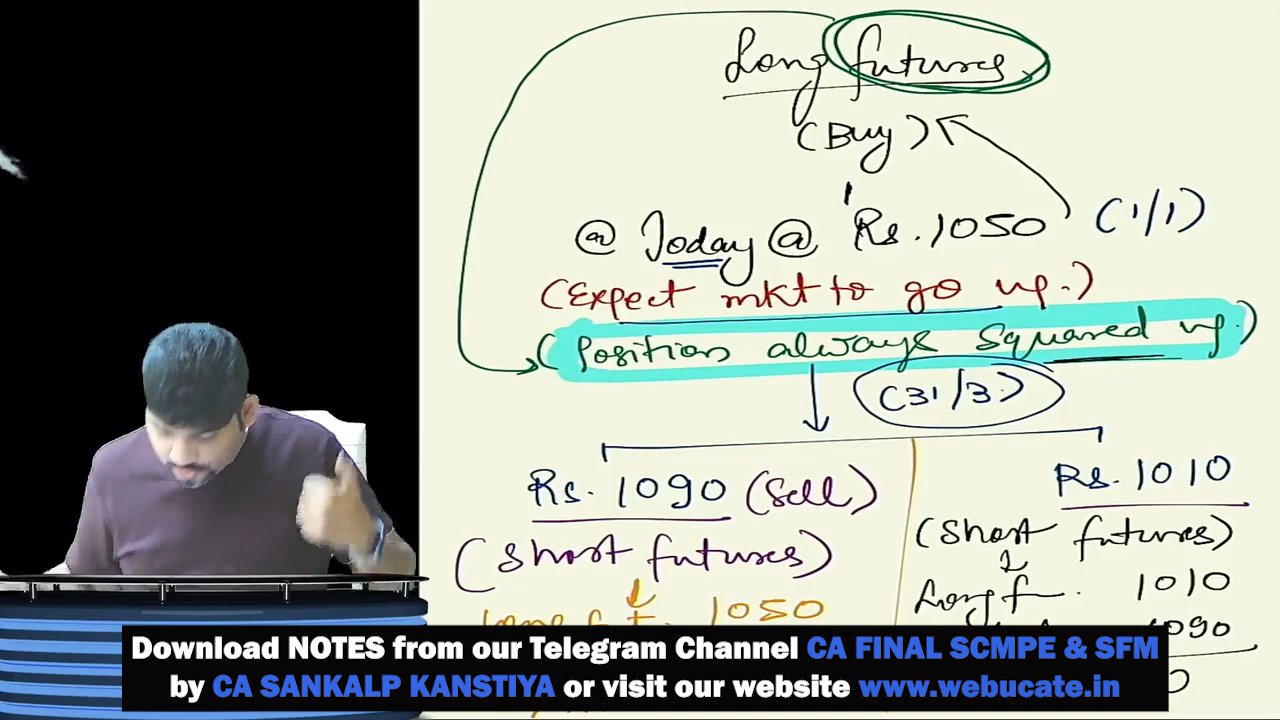 Long futures
(Buy)
@ Today @ Rs. 1050 (1/1)
(Expect mkt to go up.)
(Position always squared up.)
(31/3)
Rs. 1090 (Sell)
(Short futures)
1050
Rs. 1010
(Short futures)
Long f. 1010
1090
0
Download NOTES from our Telegram Channel CA FINAL SCMPE & SFM
by CA SANKALP KANSTIYA or visit our website www.webucate.in